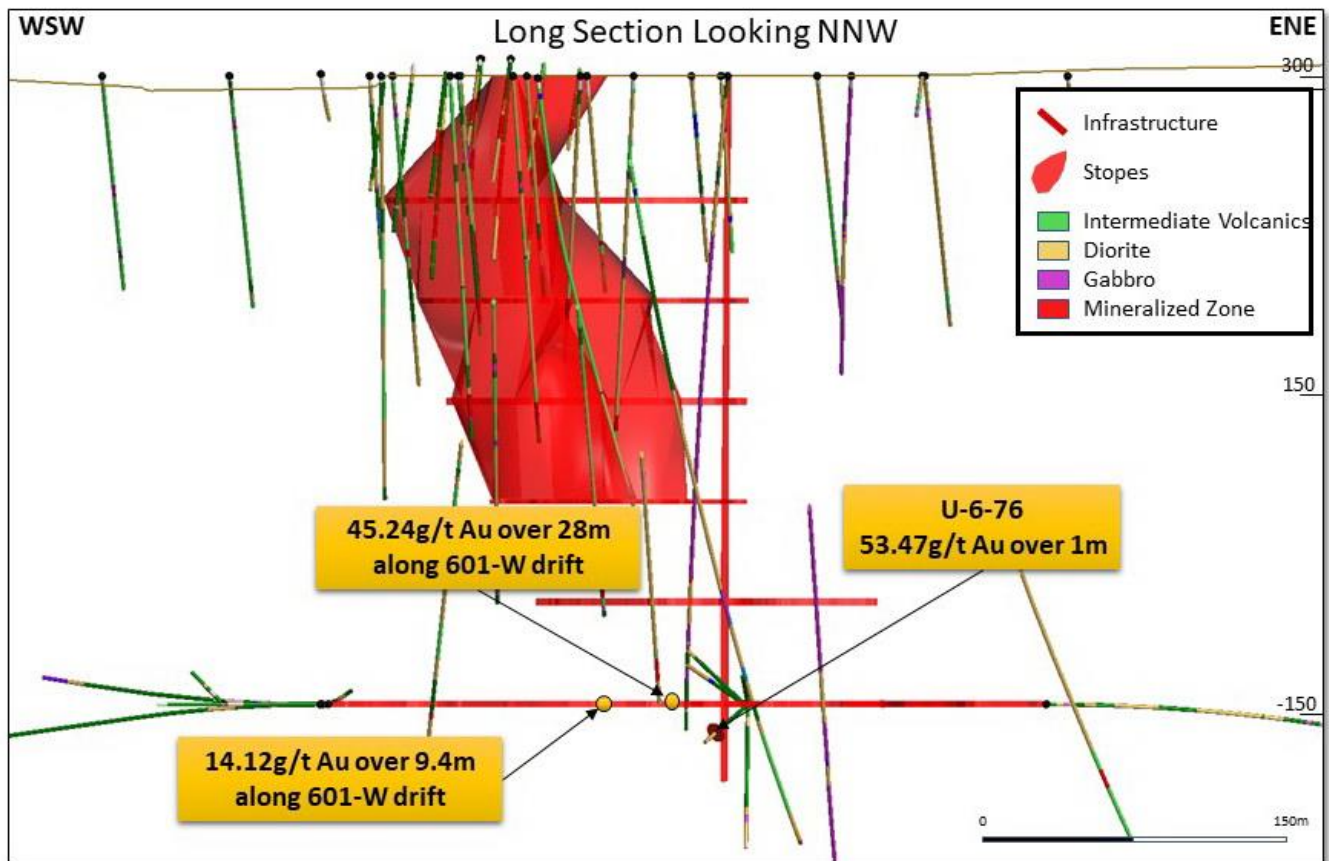 WSW
Long Section Looking NNW
ENE
300
Infrastructure
Stopes
Intermediate Volcanics
Diorite
Gabbro
Mineralized Zone
150
45.24g/t Au over 28m
along 601-W drift
U-6-76
53.47g/t Au over 1m
-150
14.12g/t Au over 9.4m
along 601-W drift
0
150m